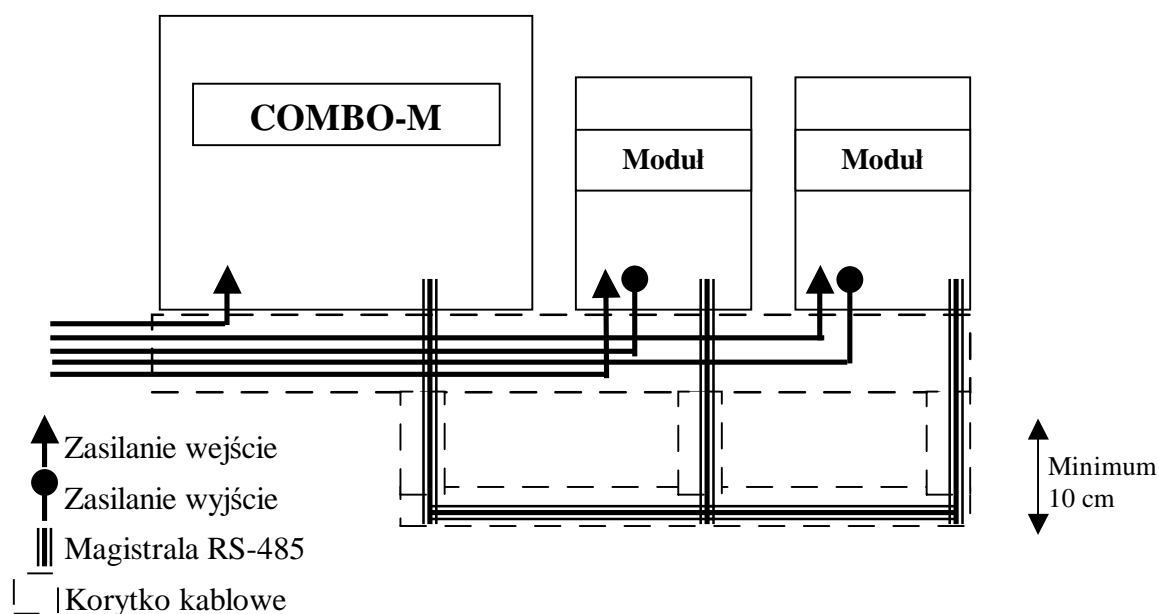 COMBO-M
Moduł
Moduł
Zasilanie wejście
Zasilanie wyjście
Magistrala RS-485
Korytko kablowe
Minimum
10 cm